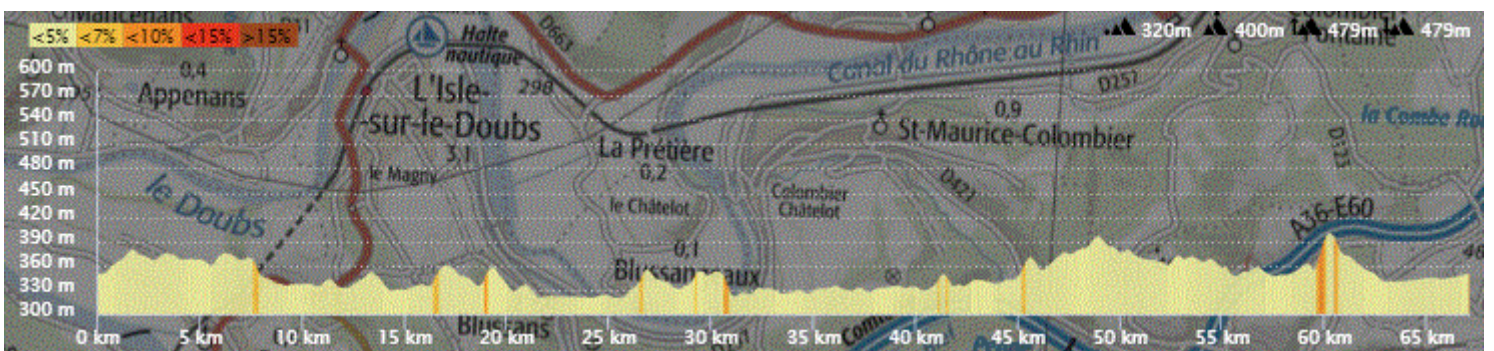 <5% <7% <10% <15% >15%
D663
Halte
nautique
320m 400m 479m 479m
Fontaine
Canal du Rhône au Rhin
D257
600 m
570 m
540 m
510 m
480 m
450 m
420 m
390 m
360 m
330 m
300 m
0,4
Appenans
L'Isle-
-sur-le-Doubs
3,1
298
le Magny
le Doubs
La Prétière
0,2
le Châtelot
0,1
Colombier
Châtelot
0,9
St-Maurice-Colombier
D423
D123
la Combe
A36-E60
Blussans
0 km 5 km 10 km 15 km 20 km 25 km 30 km 35 km 40 km 45 km 50 km 55 km 60 km 65 km